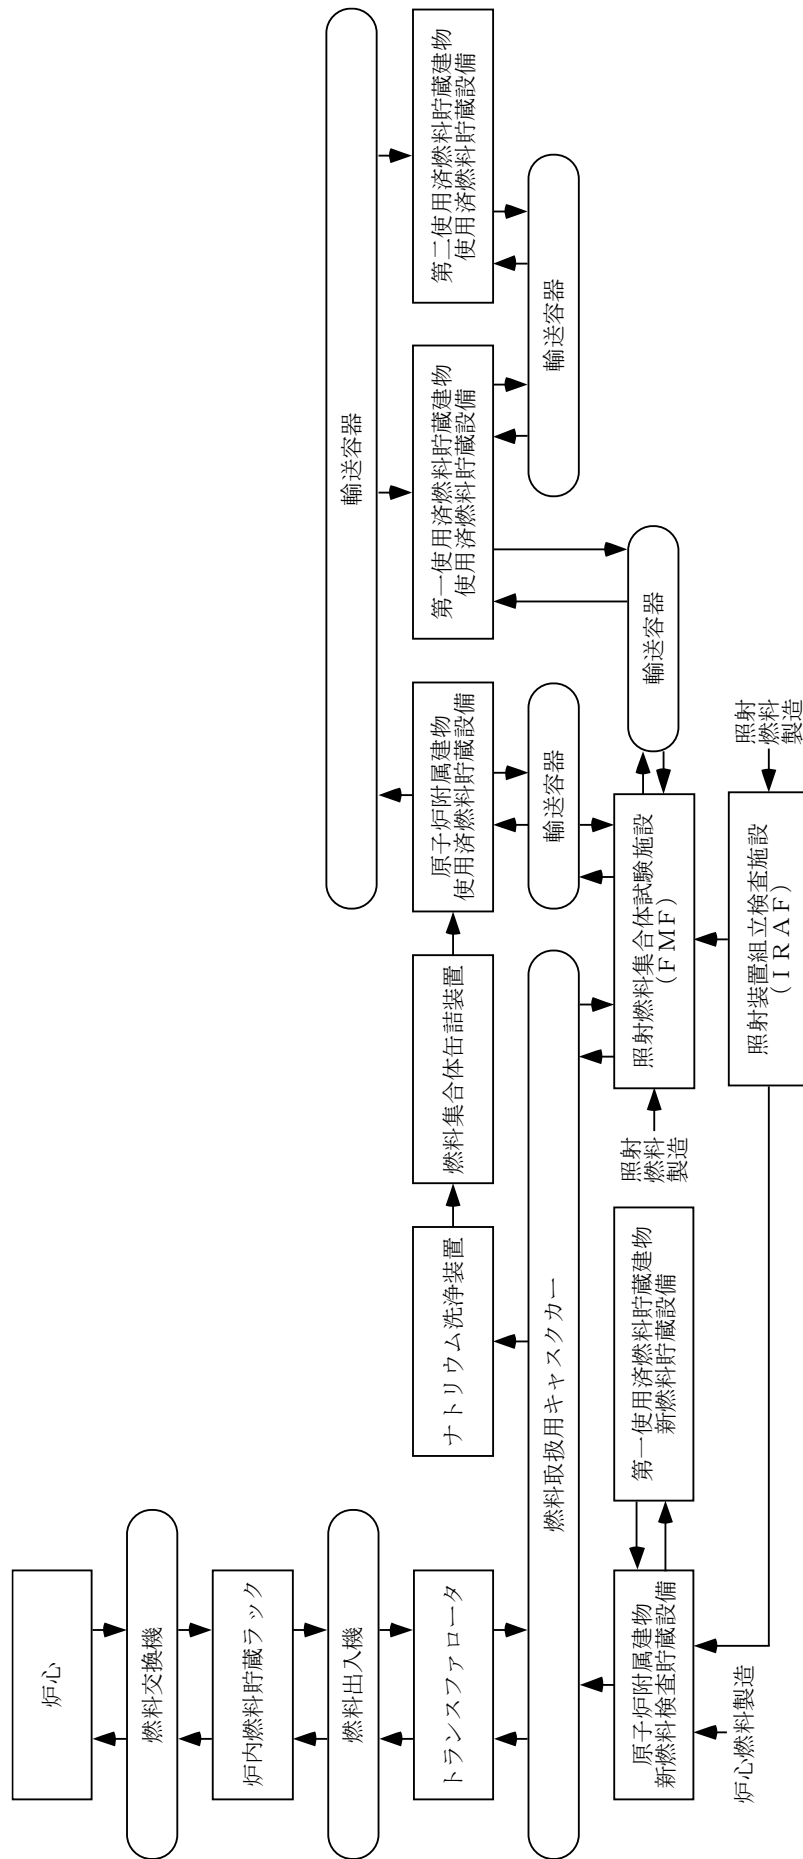 炉心
燃料交換機
炉内燃料貯蔵ラック
燃料出入機
トランスファロータ
ナトリウム洗浄装置
燃料集合体缶詰装置
原子炉附属建物
使用済燃料貯蔵設備
第一使用済燃料貯蔵建物
使用済燃料貯蔵設備
第二使用済燃料貯蔵建物
使用済燃料貯蔵設備
輸送容器
燃料取扱用キャスクカー
輸送容器
輸送容器
輸送容器
原子炉附属建物
新燃料検査貯蔵設備
第一使用済燃料貯蔵建物
新燃料貯蔵設備
照射
燃料
製造
照射燃料集合体試験施設
(FMF)
炉心燃料製造
照射装置組立検査施設
(IRAF)
照射
燃料
製造